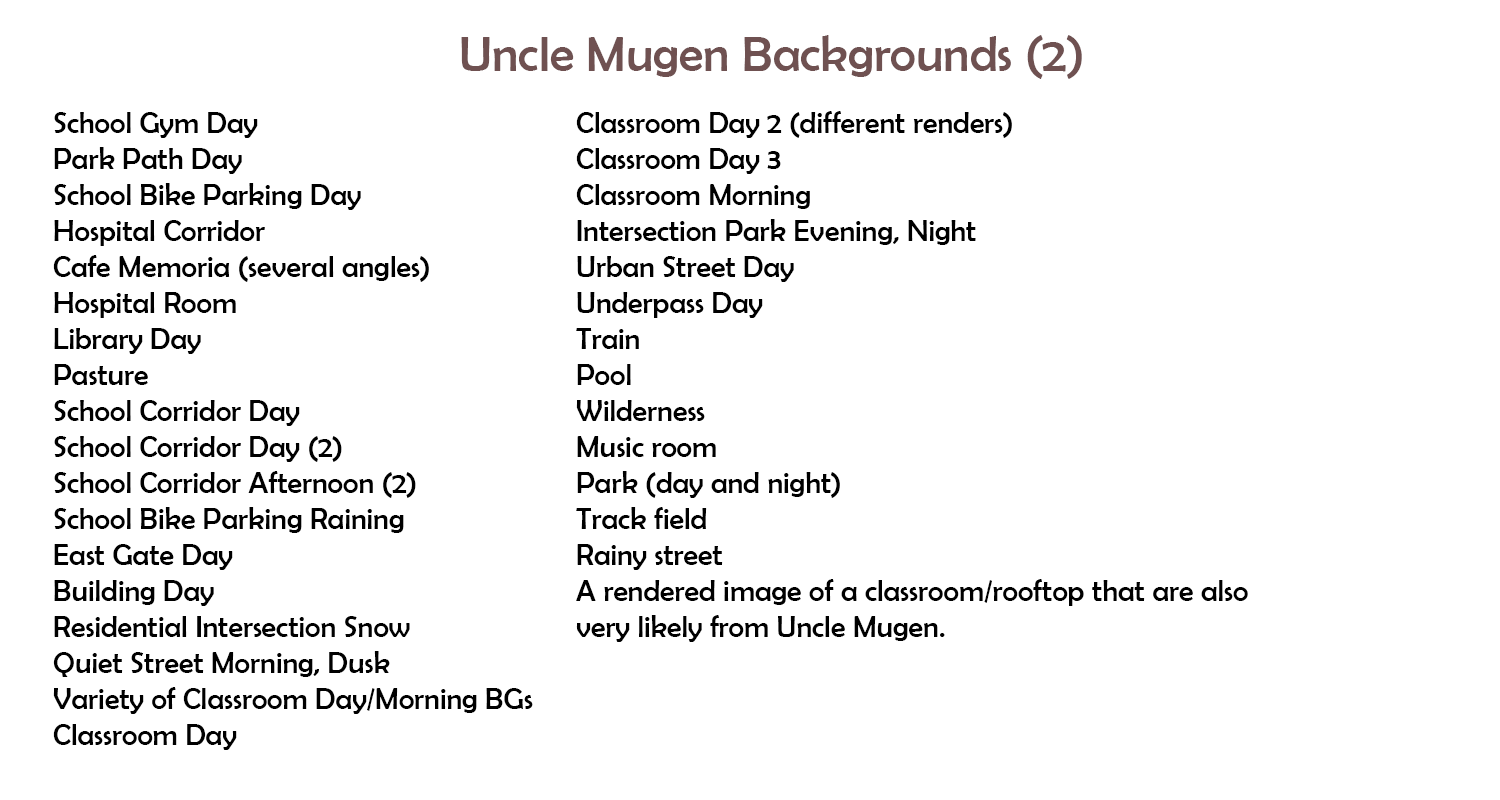 Uncle Mugen Backgrounds (2)
School Gym Day
Park Path Day
School Bike Parking Day
Hospital Corridor
Cafe Memoria (several angles)
Hospital Room
Library Day
Pasture
School Corridor Day
School Corridor Day (2)
School Corridor Afternoon (2)
School Bike Parking Raining
East Gate Day
Building Day
Residential Intersection Snow
Quiet Street Morning, Dusk
Variety of Classroom Day/Morning BGs
Classroom Day
Classroom Day 2 (different renders)
Classroom Day 3
Classroom Morning
Intersection Park Evening, Night
Urban Street Day
Underpass Day
Train
Pool
Wilderness
Music room
Park (day and night)
Track field
Rainy street
A rendered image of a classroom/rooftop that are also
very likely from Uncle Mugen.